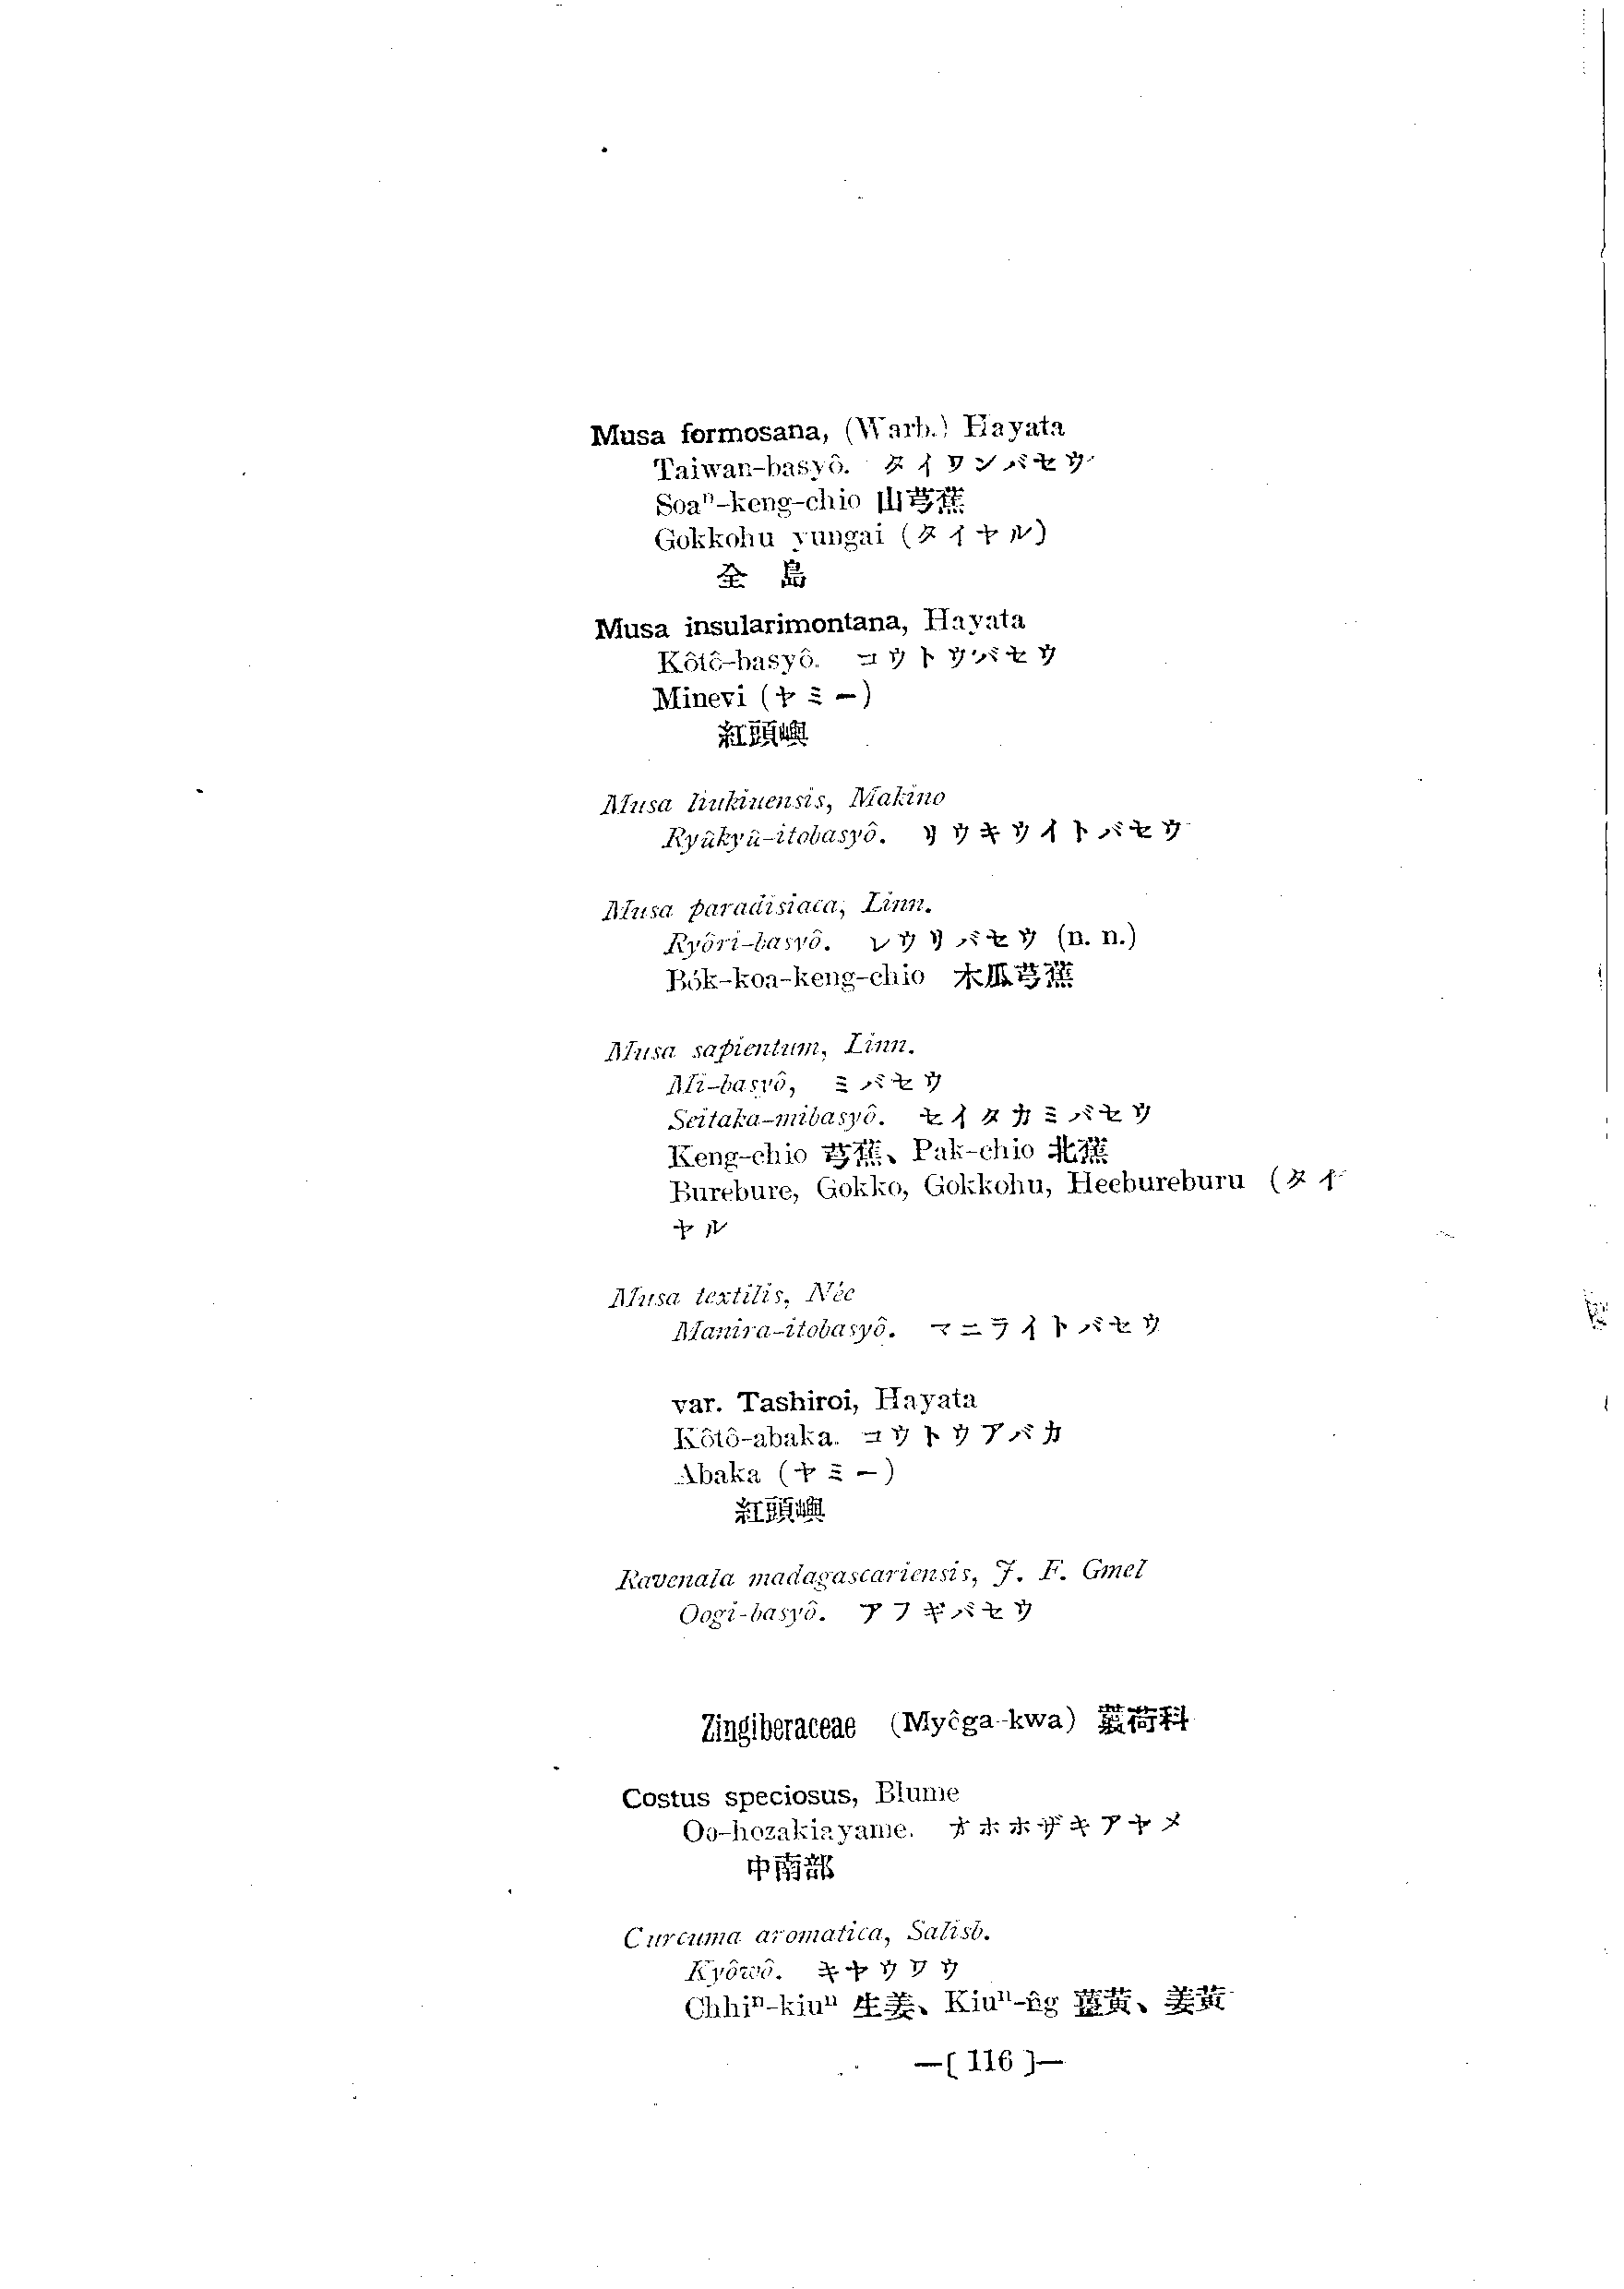 Musa formosana, (Warb.) Hayata
Taiwan-basyô. タイワンバセウ
Soaⁿ-keng-chio 山芎蕉
Gokkohu yungai (タイヤル)
全 島
Musa insularimontana, Hayata
Kôtô-basyô. コウトウバセウ
Minevi (ヤミー)
紅頭嶼
Musa liukiuensis, Makino
Ryûkyû-itobasyô. リウキウイトバセウ
Musa paradisiaca, Linn.
Ryôri-basyô. レウリバセウ (n. n.)
Bók-koa-keng-chio 木瓜芎蕉
Musa sapientum, Linn.
Mi-basyô, ミバセウ
Seitaka-mibasyô. セイタカミバセウ
Keng-chio 芎蕉、Pak-chio 北蕉
Burebure, Gokko, Gokkohu, Heebureburu (タイ
ヤル
Musa textilis, Née
Manira-itobasyô. マニライトバセウ
var. Tashiroi, Hayata
Kôtô-abaka. コウトウアバカ
Abaka (ヤミー)
紅頭嶼
Ravenala madagascariensis, J. F. Gmel
Oogi-basyô. アフギバセウ
Zingiberaceae (Myôga-kwa) 蘘荷科
Costus speciosus, Blume
Oo-hozakiayame. オホホザキアヤメ
中南部
Curcuma aromatica, Salisb.
Kyôwô. キヤウワウ
Chhiⁿ-kiuⁿ 生姜、Kiuⁿ-n̂g 薑黄、姜黄
—( 116 )—